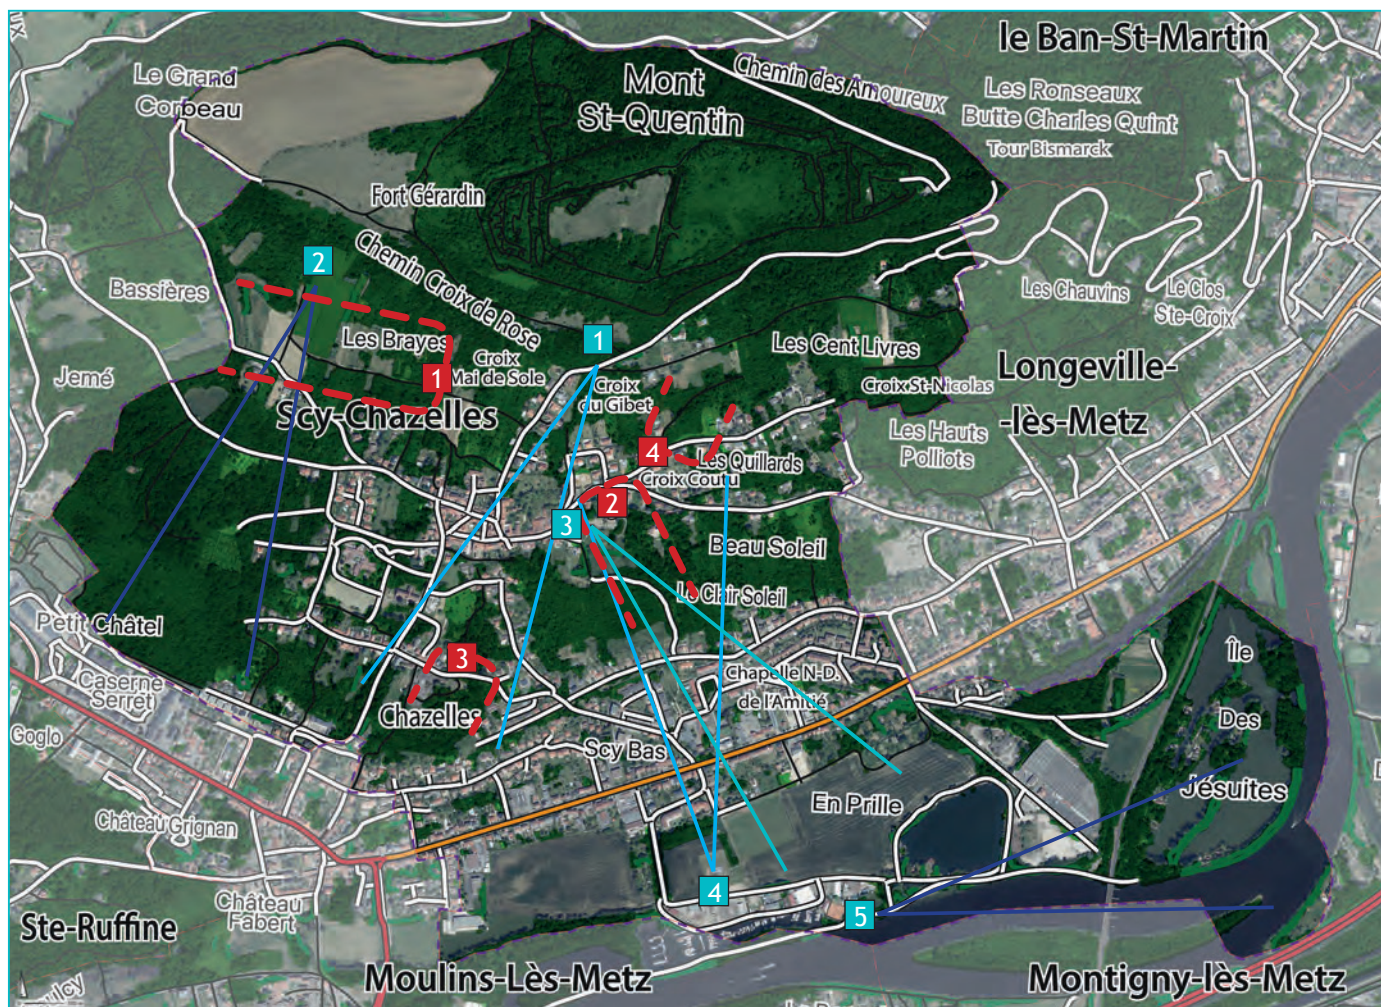 le Ban-St-Martin
Le Grand
Corbeau
Mont
St-Quentin
Chemin des Amoureux
Les Ronseaux
Butte Charles Quint
Tour Bismarck
Fort Gérardin
Chemin Croix de Rose
2
Bassières
Les Chauvins
Le Clos
Ste-Croix
Les Brayes
1
Les Cent Livres
Croix
Mai de Sole
Jemé
1
Croix
du Gibet
Croix St-Nicolas
Longeville-
-lès-Metz
Scy-Chazelles
Les Hauts
Polliots
4
Les Quillards
Croix Coutu
2
3
Beau Soleil
Le Clair Soleil
Petit Châtel
3
Caserne
Serret
Chapelle N-D.
de l'Amitié
Île
Des
Jésuites
Chazelles
Goglo
Scy Bas
En Prille
Château Grignan
4
Château
Fabert
5
Ste-Ruffine
Moulins-Lès-Metz
Montigny-lès-Metz